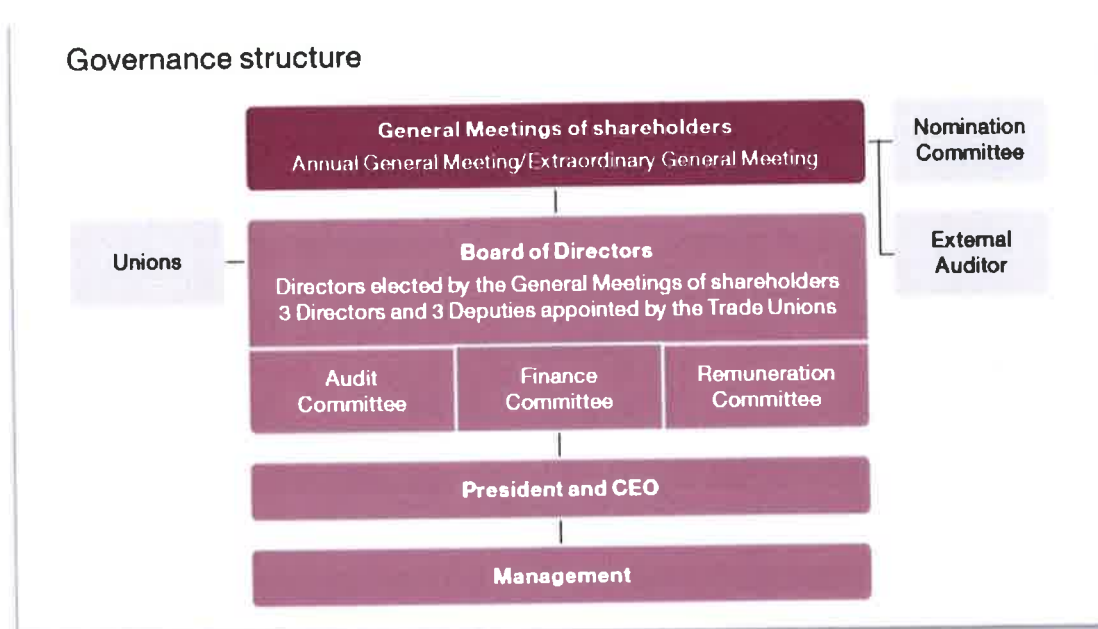 Governance structure
General Meetings of shareholders
Annual General Meeting/Extraordinary General Meeting
Nomination
Committee
Unions
Board of Directors
Directors elected by the General Meetings of shareholders
3 Directors and 3 Deputies appointed by the Trade Unions
External
Auditor
Audit
Committee
Finance
Committee
Remuneration
Committee
President and CEO
Management